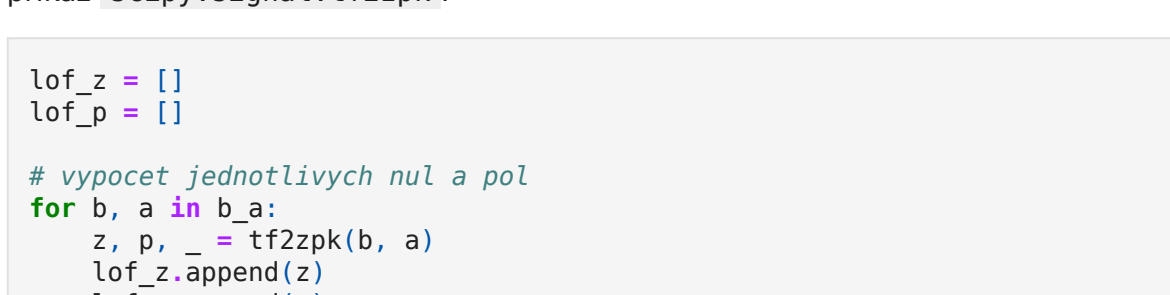 lof_z = []
lof_p = []
# vypocet jednotlivych nul a pol
for b, a in b_a:
    z, p, _ = tf2zpk(b, a)
    lof_z.append(z)